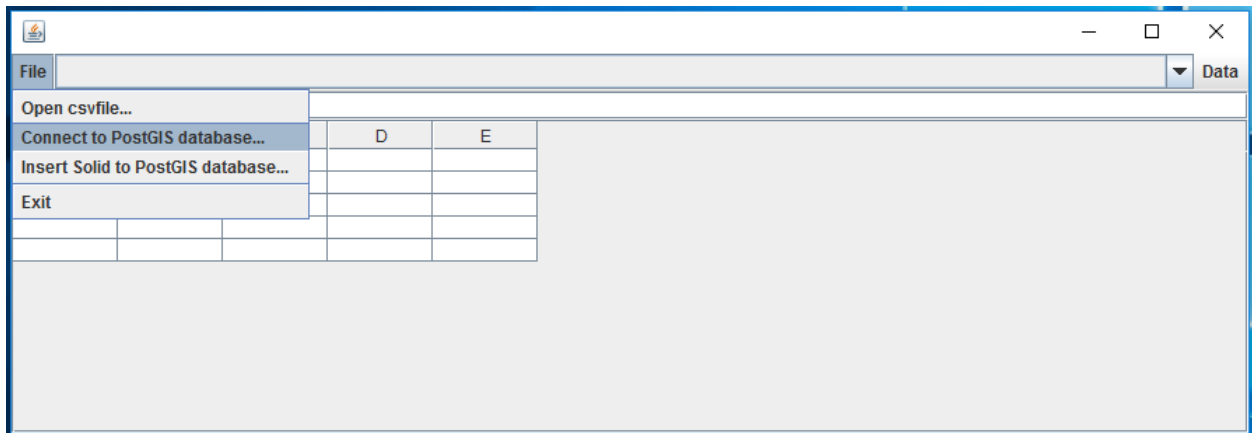 File Data
Open csvfile...
Connect to PostGIS database... D E
Insert Solid to PostGIS database...
Exit